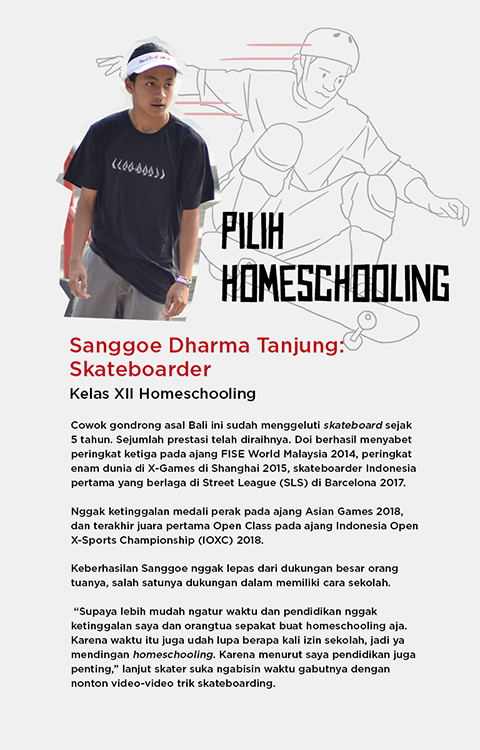 PILIH
HOMESCHOOLING
Sanggoe Dharma Tanjung:
Skateboarder
Kelas XII Homeschooling
Cowok gondrong asal Bali ini sudah menggeluti skateboard sejak
5 tahun. Sejumlah prestasi telah diraihnya. Doi berhasil menyabet
peringkat ketiga pada ajang FISE World Malaysia 2014, peringkat
enam dunia di X-Games di Shanghai 2015, skateboarder Indonesia
pertama yang berlaga di Street League (SLS) di Barcelona 2017.
Nggak ketinggalan medali perak pada ajang Asian Games 2018,
dan terakhir juara pertama Open Class pada ajang Indonesia Open
X-Sports Championship (IOXC) 2018.
Keberhasilan Sanggoe nggak lepas dari dukungan besar orang
tuanya, salah satunya dukungan dalam memiliki cara sekolah.
“Supaya lebih mudah ngatur waktu dan pendidikan nggak
ketinggalan saya dan orangtua sepakat buat homeschooling aja.
Karena waktu itu juga udah lupa berapa kali izin sekolah, jadi ya
mendingan homeschooling. Karena menurut saya pendidikan juga
penting,” lanjut skater suka ngabisin waktu gabutnya dengan
nonton video-video trik skateboarding.